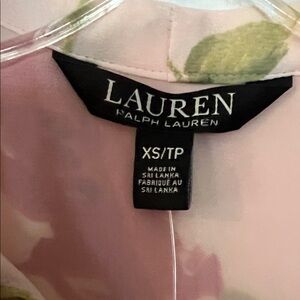 LAUREN
RALPH LAUREN
XS/TP
MADE IN
SRI LANKA
FABRIQUÉ AU
SRI LANKA